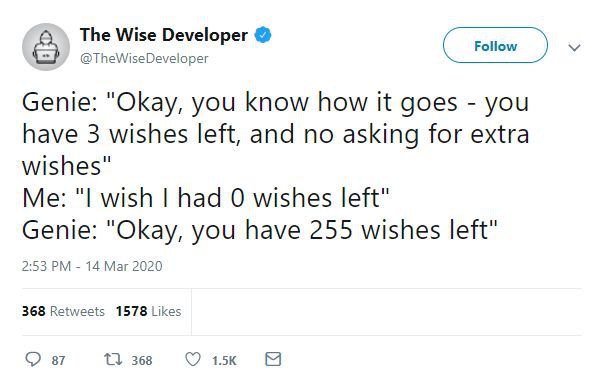 The Wise Developer
@TheWiseDeveloper
Follow
Genie: "Okay, you know how it goes - you
have 3 wishes left, and no asking for extra
wishes"
Me: "I wish I had 0 wishes left"
Genie: "Okay, you have 255 wishes left"
2:53 PM - 14 Mar 2020
368 Retweets 1578 Likes
87 368 1.5K